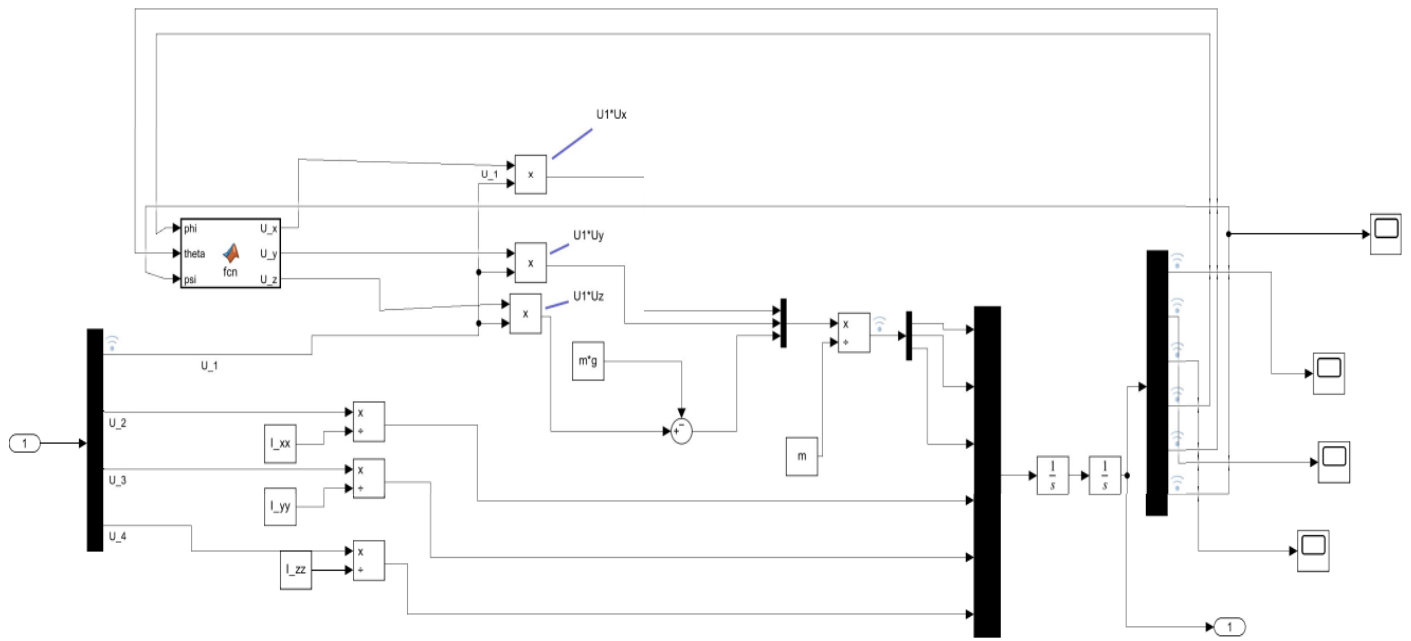 U1*Ux
U_1
x
phi
U_x
theta
U_y
psi
U_z
fcn
x
U1*Uy
x
U1*Uz
m*g
x
÷
+
−
m
U_1
U_2
I_xx
x
÷
U_3
I_yy
x
÷
U_4
I_zz
x
÷
1
1
s
1
s
1